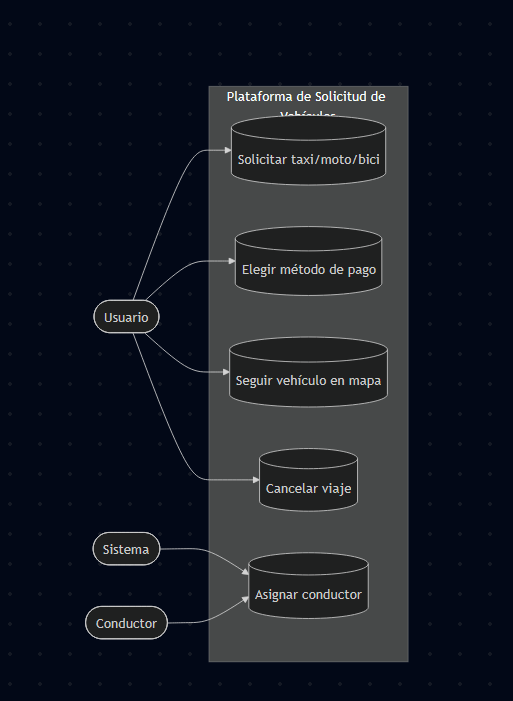 Plataforma de Solicitud de
Vehículos
Solicitar taxi/moto/bici
Elegir método de pago
Usuario
Seguir vehículo en mapa
Cancelar viaje
Sistema
Asignar conductor
Conductor